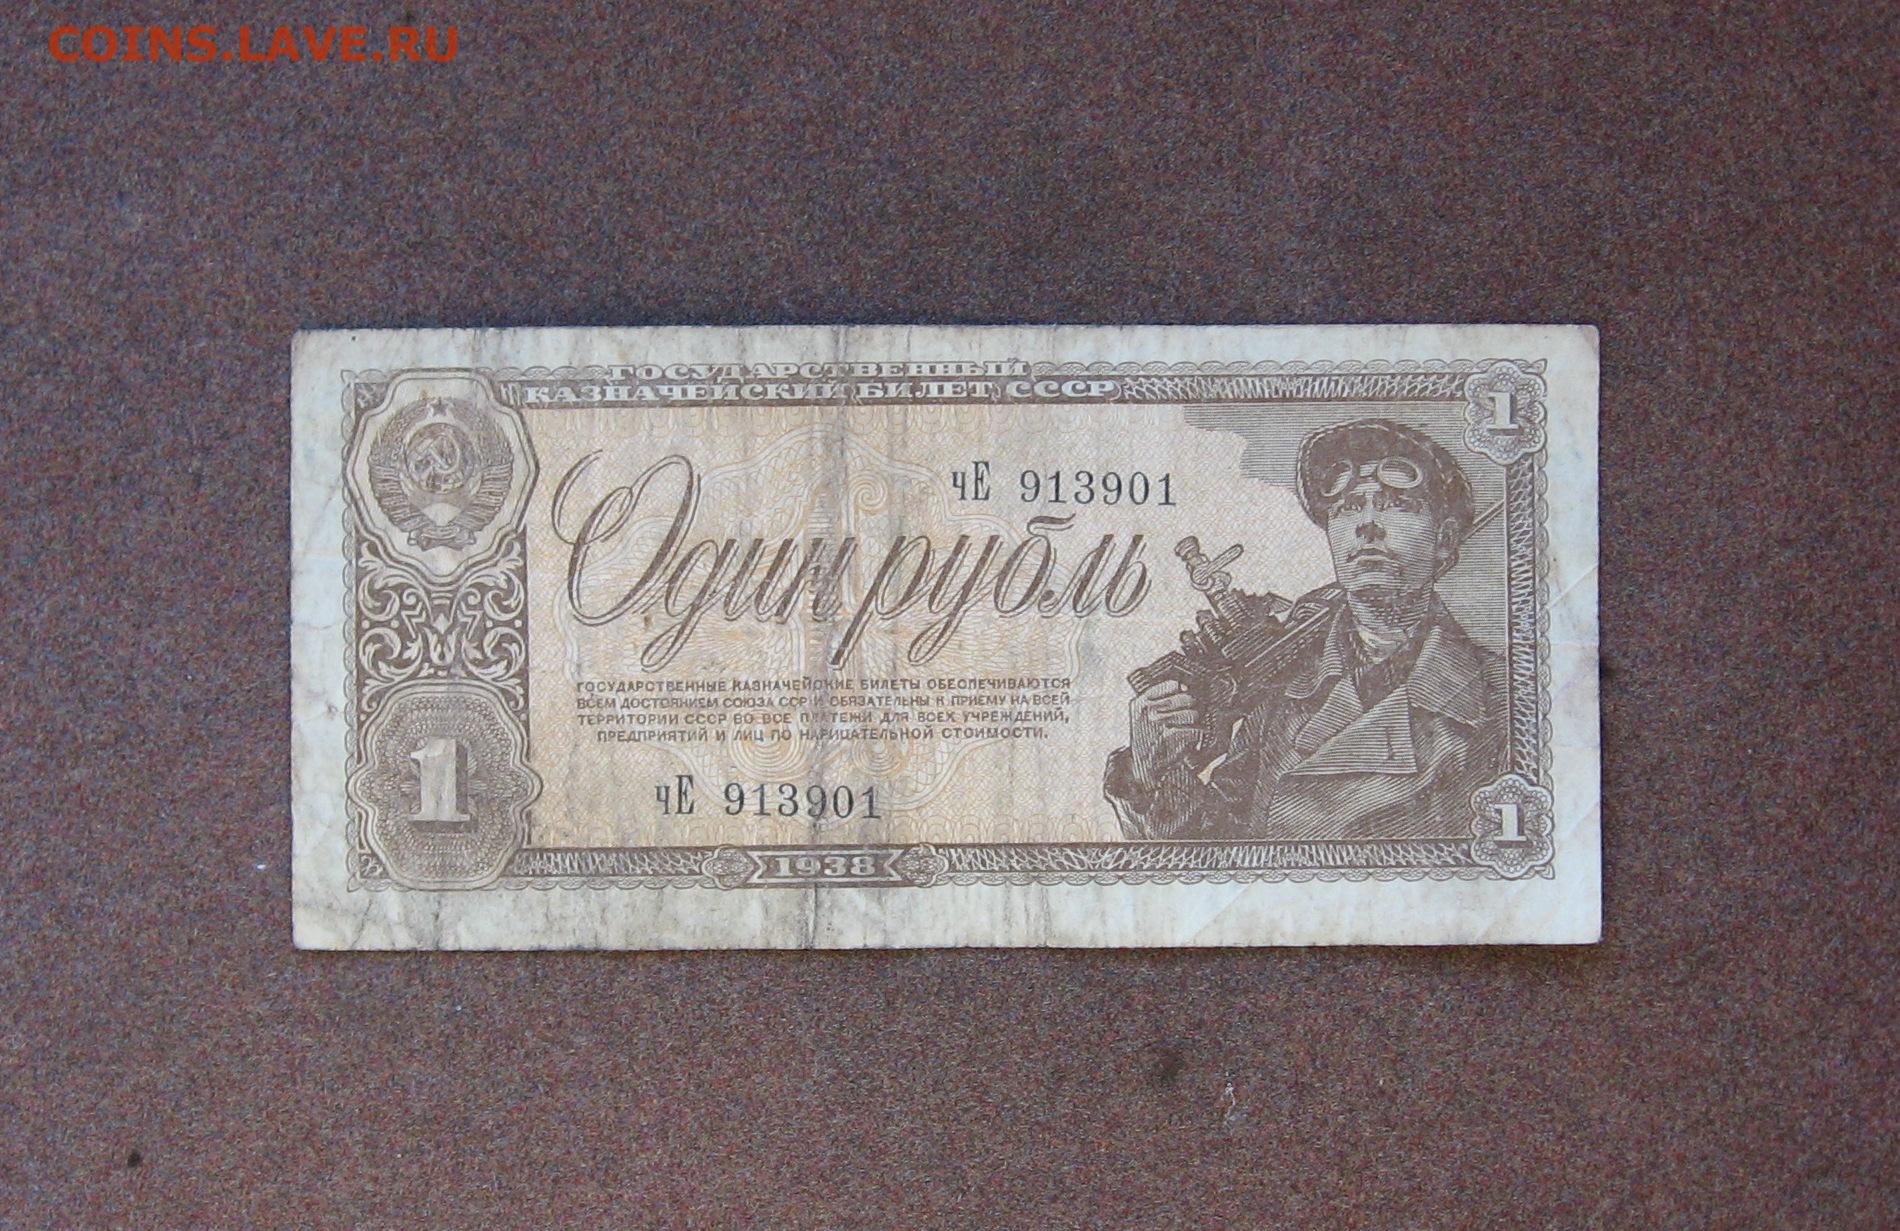 COINS.LAVE.RU
ГОСУДАРСТВЕННЫЙ
КАЗНАЧЕЙСКИЙ БИЛЕТ СССР
1
чЕ 913901
Один рубль
ГОСУДАРСТВЕННЫЕ КАЗНАЧЕЙСКИЕ БИЛЕТЫ ОБЕСПЕЧИВАЮТСЯ
ВСЕМ ДОСТОЯНИЕМ СОЮЗА ССР И ОБЯЗАТЕЛЬНЫ К ПРИЕМУ НА ВСЕЙ
ТЕРРИТОРИИ СССР ВО ВСЕ ПЛАТЕЖИ ДЛЯ ВСЕХ УЧРЕЖДЕНИЙ,
ПРЕДПРИЯТИЙ И ЛИЦ ПО НАРИЦАТЕЛЬНОЙ СТОИМОСТИ.
1
чЕ 913901
1
1938